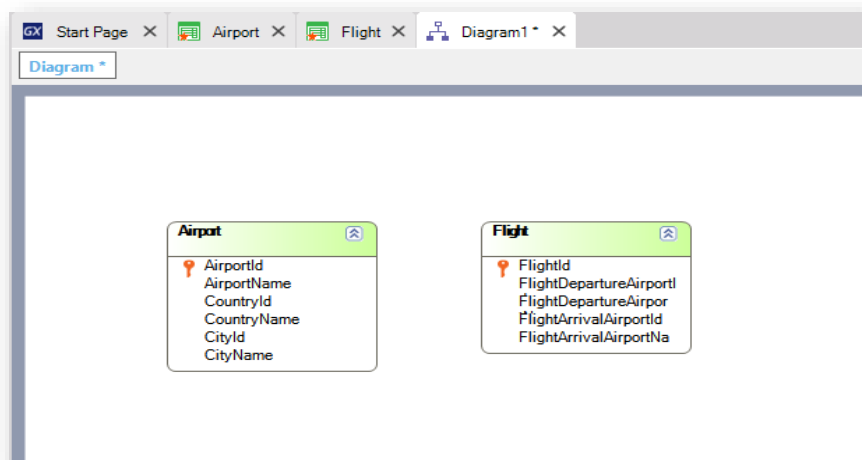 GX Start Page Airport Flight Diagram1 *
Diagram *
Airport
AirportId
AirportName
CountryId
CountryName
CityId
CityName
Flight
FlightId
FlightDepartureAirportI
FlightDepartureAirpor
FlightArrivalAirportId
FlightArrivalAirportNa